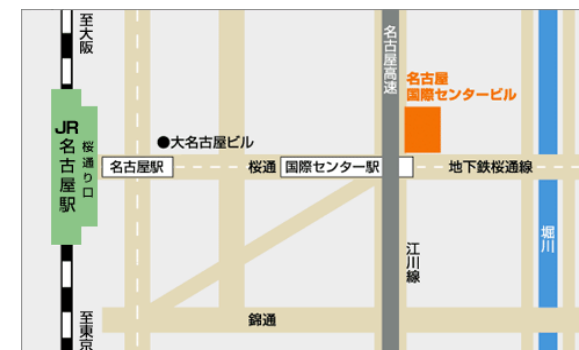 至大阪
名古屋高速
名古屋
国際センタービル
JR
名古屋駅
桜通り口
●大名古屋ビル
名古屋駅
桜通
国際センター駅
地下鉄桜通線
堀川
江川線
至東京
錦通